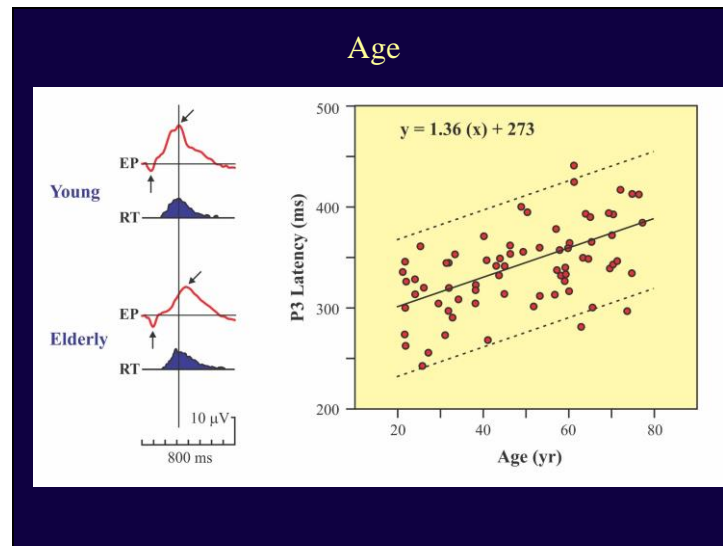 Age
EP
Young
RT
EP
Elderly
RT
10 μV
800 ms
y = 1.36 (x) + 273
P3 Latency (ms)
500
400
300
200
20 40 60 80
Age (yr)